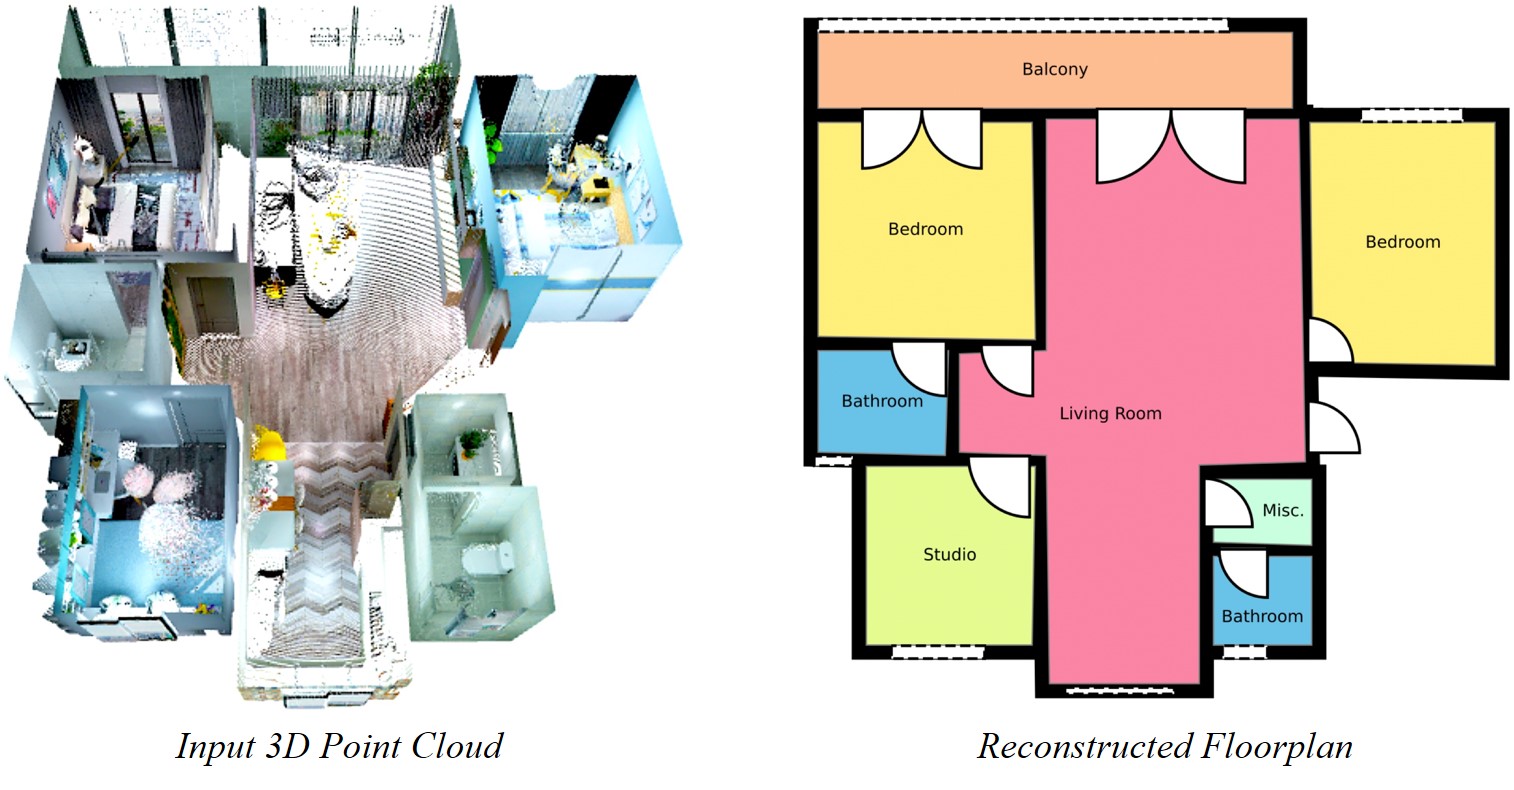 Balcony
Bedroom
Bedroom
Bathroom
Living Room
Misc.
Studio
Bathroom
Input 3D Point Cloud
Reconstructed Floorplan